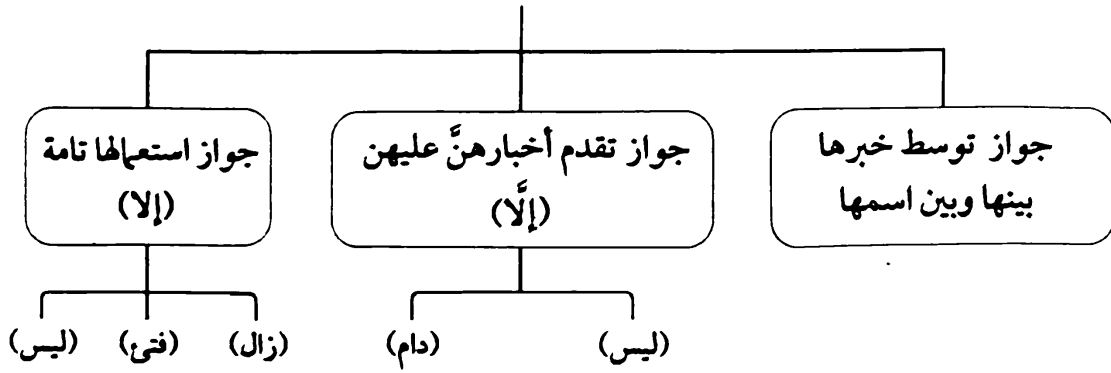 جواز توسط خبرها
بينها وبين اسمها
جواز تقدم أخبارهنَّ عليهن
(إلَّا)
جواز استعمالها تامة
(إلا)
(ليس)
(دام)
(زال)
(فتئ)
(ليس)